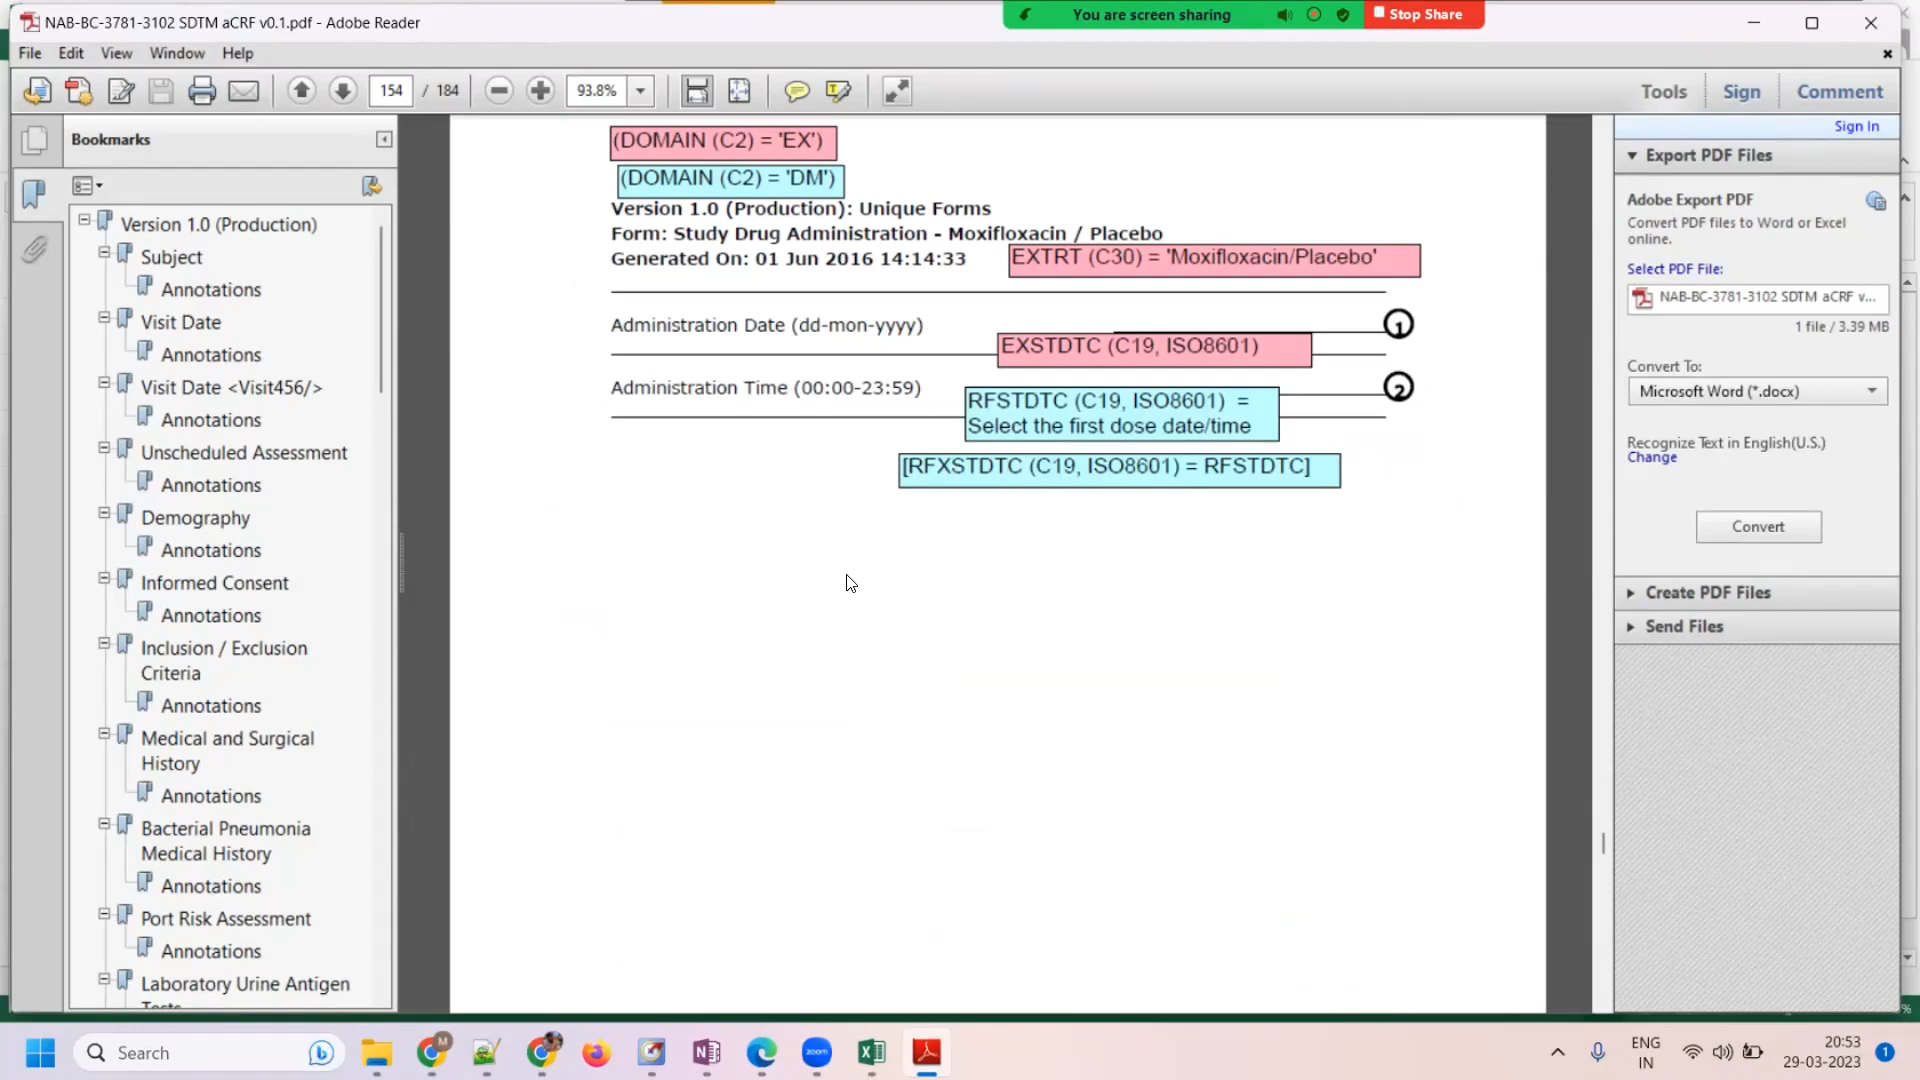 NAB-BC-3781-3102 SDTM aCRF v0.1.pdf - Adobe Reader
You are screen sharing
Stop Share
File Edit View Window Help
154 / 184
93.8%
Tools Sign Comment
Bookmarks
Version 1.0 (Production)
Subject
Annotations
Visit Date
Annotations
Visit Date <Visit456/>
Annotations
Unscheduled Assessment
Annotations
Demography
Annotations
Informed Consent
Annotations
Inclusion / Exclusion
Criteria
Annotations
Medical and Surgical
History
Annotations
Bacterial Pneumonia
Medical History
Annotations
Port Risk Assessment
Annotations
Laboratory Urine Antigen
(DOMAIN (C2) = 'EX')
(DOMAIN (C2) = 'DM')
Version 1.0 (Production): Unique Forms
Form: Study Drug Administration - Moxifloxacin / Placebo
Generated On: 01 Jun 2016 14:14:33
EXTRT (C30) = 'Moxifloxacin/Placebo'
Administration Date (dd-mon-yyyy)
1
EXSTDTC (C19, ISO8601)
Administration Time (00:00-23:59)
2
RFSTDTC (C19, ISO8601) =
Select the first dose date/time
[RFXSTDTC (C19, ISO8601) = RFSTDTC]
Sign In
Export PDF Files
Adobe Export PDF
Convert PDF files to Word or Excel
online.
Select PDF File:
NAB-BC-3781-3102 SDTM aCRF v...
1 file / 3.39 MB
Convert To:
Microsoft Word (*.docx)
Recognize Text in English(U.S.)
Change
Convert
Create PDF Files
Send Files
Search
zoom
ENG
IN
20:53
29-03-2023
1